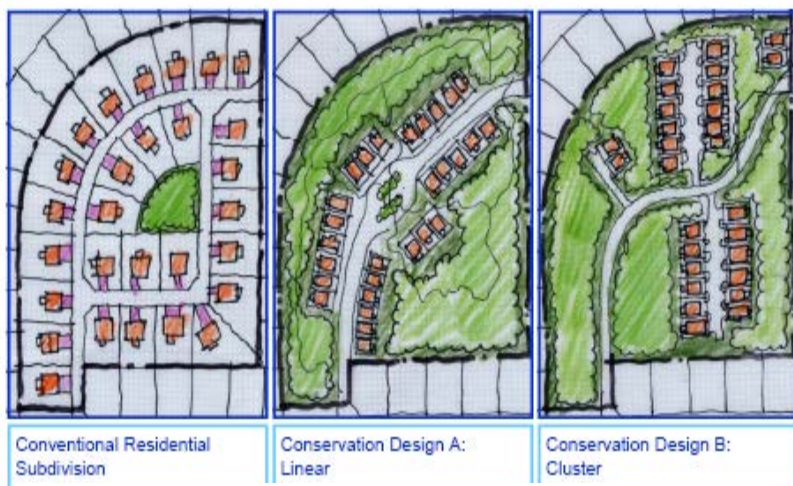 Conventional Residential
Subdivision
Conservation Design A:
Linear
Conservation Design B:
Cluster